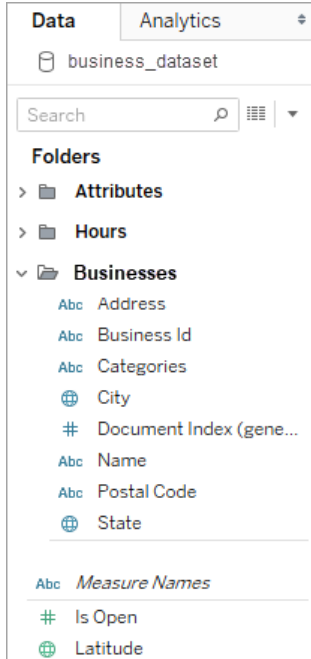 Data Analytics
business_dataset
Search
Folders
Attributes
Hours
Businesses
Abc Address
Abc Business Id
Abc Categories
City
# Document Index (gene...
Abc Name
Abc Postal Code
State
Abc Measure Names
# Is Open
Latitude